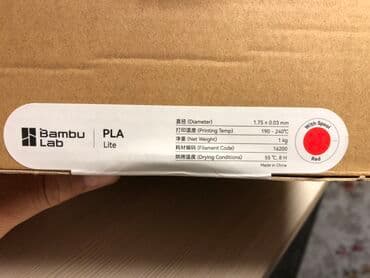 Bambu
Lab
PLA
Lite
直径 (Diameter) 1.75 ± 0.03 mm
打印温度 (Printing Temp) 190 - 240℃
净重 (Net Weight) 1 kg
耗材编码 (Filament Code) 16200
烘烤温度 (Drying Conditions) 55 ℃, 8 H
Made in China
With Spool
Red